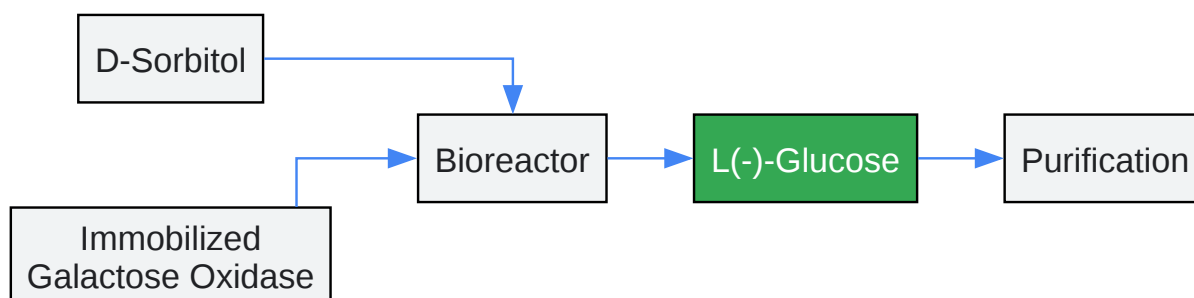 D-Sorbitol
Bioreactor
L(-)-Glucose
Purification
Immobilized
Galactose Oxidase